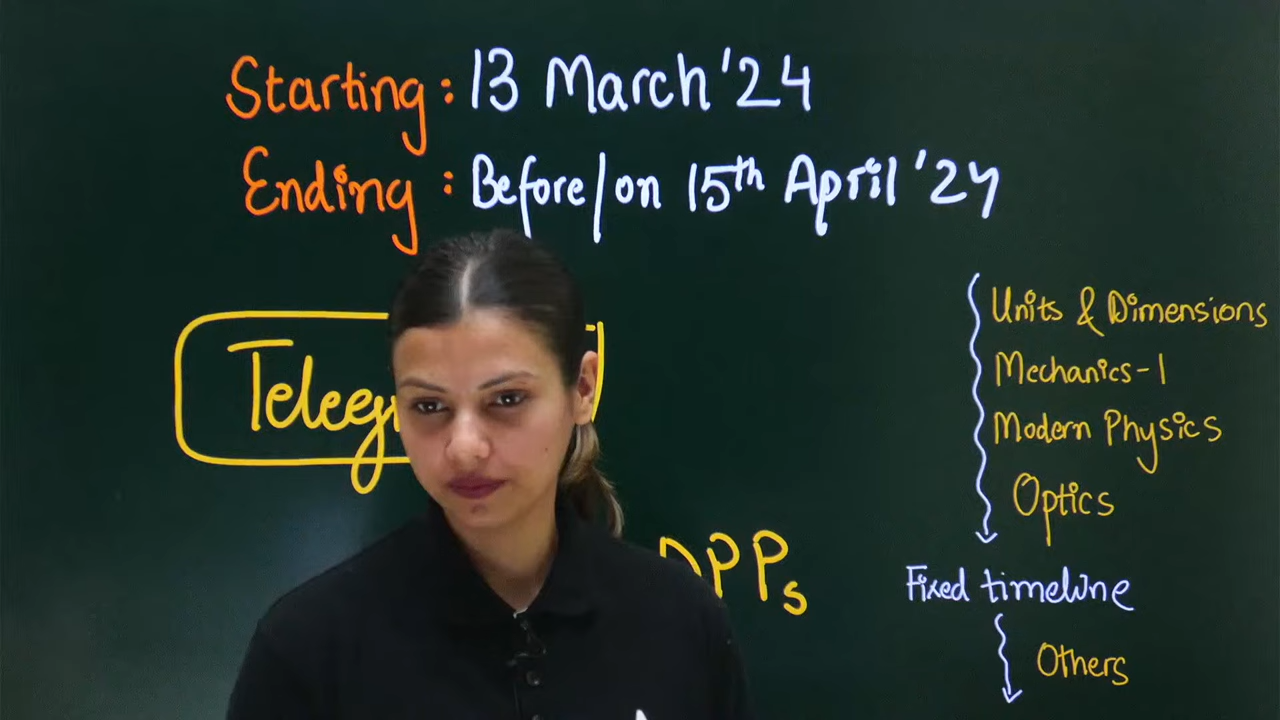 Starting : 13 March '24
Ending : Before/on 15th April '24
Units & Dimensions
Mechanics-1
Modern Physics
Optics
DPPs
Fixed timeline
Others